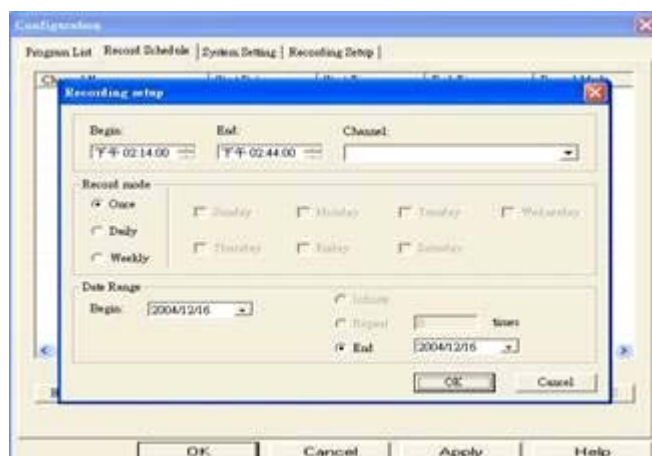 Configuration
Program List Record Schedule System Setting Recording Setup
Recording setup
Begin: End: Channel:
下午 02:14:00 下午 02:44:00
Record mode
Once Sunday Monday Tuesday Wednesday
Daily
Thursday Friday Saturday
Weekly
Date Range
Begin: 2004/12/16 Infinite
Repeat times
End 2004/12/16
OK Cancel
OK Cancel Apply Help